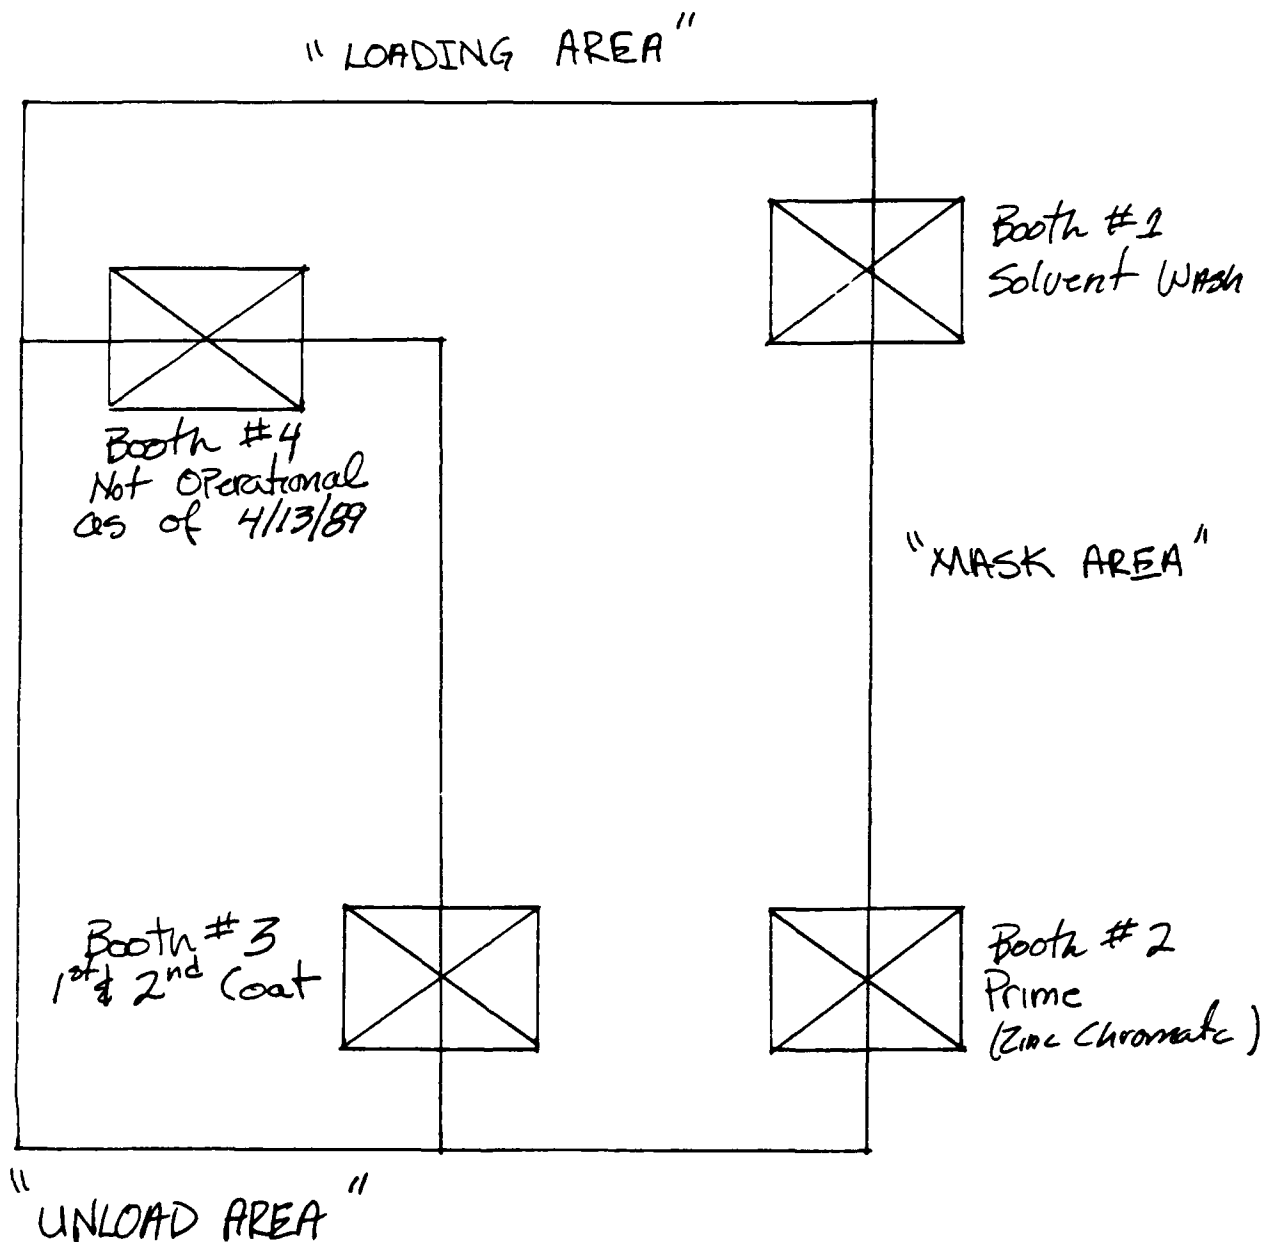 "LOADING AREA"
Booth #1
Solvent Wash
Booth #4
Not Operational
as of 4/13/89
"MASK AREA"
Booth #3
1st & 2nd Coat
Booth #2
Prime
(Zinc Chromate)
"UNLOAD AREA"